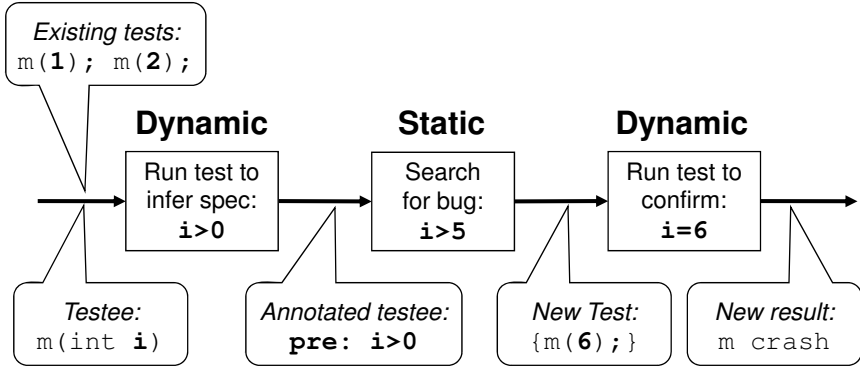 Existing tests:
m(1); m(2);
Dynamic
Static
Dynamic
Run test to
infer spec:
i>0
Search
for bug:
i>5
Run test to
confirm:
i=6
Testee:
m(int i)
Annotated testee:
pre: i>0
New Test:
{m(6);}
New result:
m crash